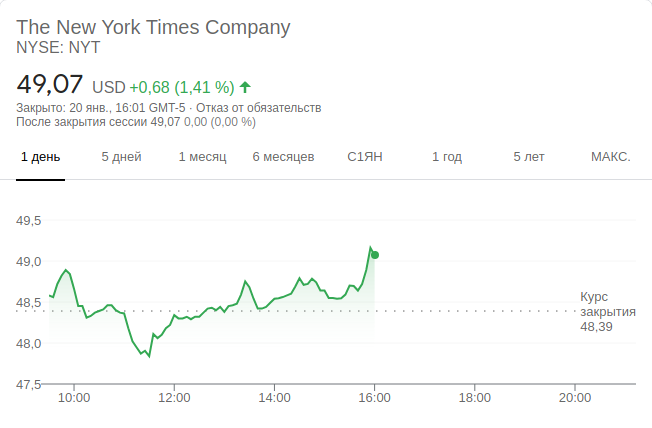 The New York Times Company
NYSE: NYT
49,07 USD +0,68 (1,41 %)
Закрыто: 20 янв., 16:01 GMT-5 · Отказ от обязательств
После закрытия сессии 49,07 0,00 (0,00 %)
1 день 5 дней 1 месяц 6 месяцев С1ЯН 1 год 5 лет МАКС.
49,5
49,0
48,5
48,0
47,5
Курс
закрытия
48,39
10:00 12:00 14:00 16:00 18:00 20:00